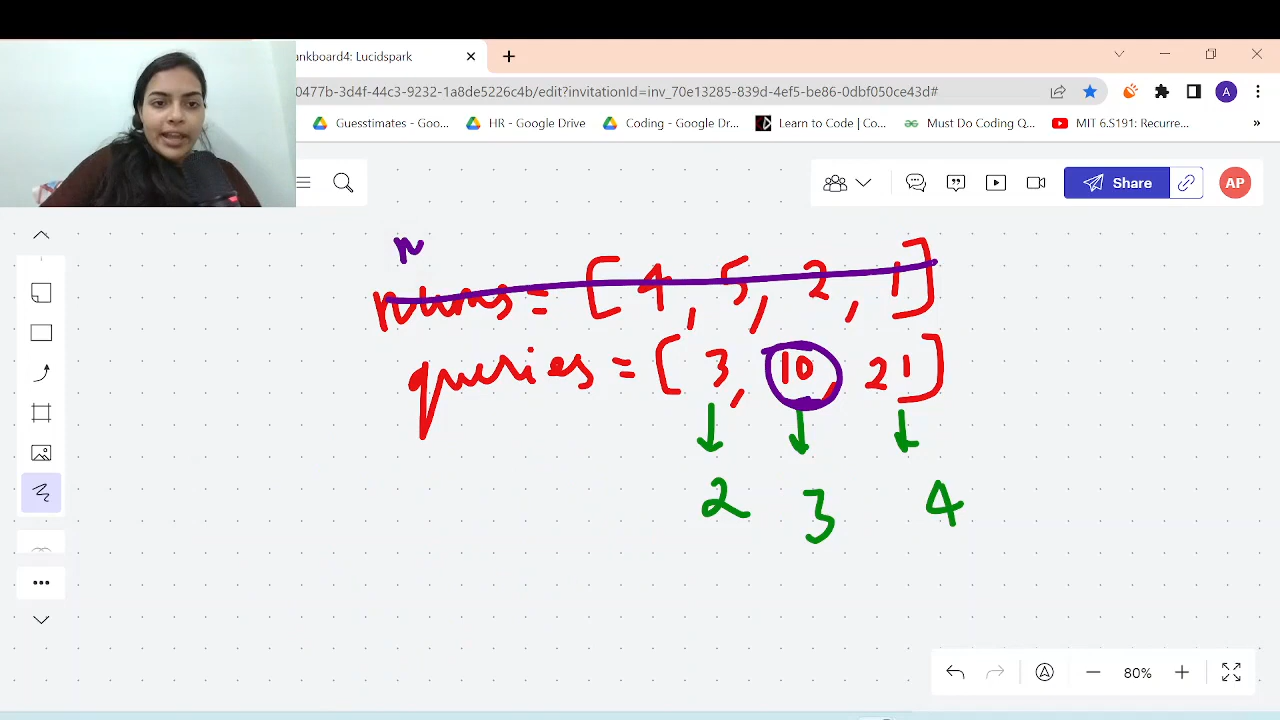 ankboard4: Lucidspark
0477b-3d4f-44c3-9232-1a8de5226c4b/edit?invitationId=inv_70e13285-839d-4ef5-be86-0dbf050ce43d#
A
Guesstimates - Goo... HR - Google Drive Coding - Google Dr... Learn to Code | C... Must Do Coding Q... MIT 6.S191: Recurre... »
Share
AP
n
nums = [ 4, 5, 2, 1 ]
queries = [ 3, 10, 21 ]
2 3 4
80%